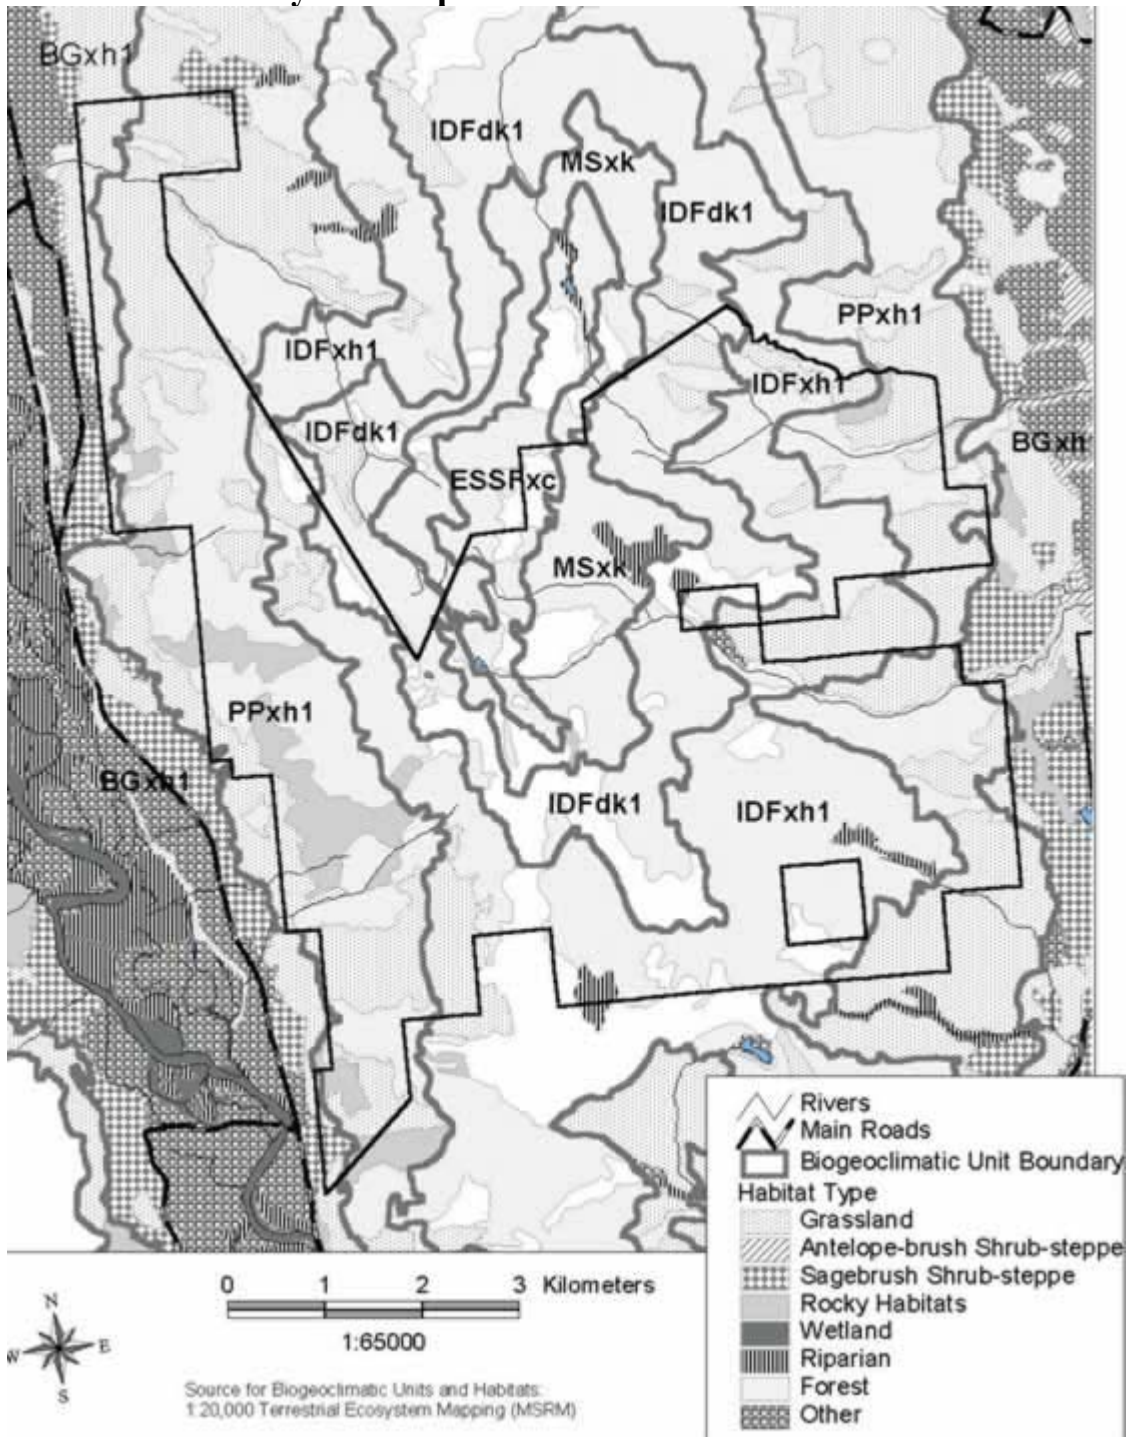 BGxh1
IDFdk1
MSxk
IDFdk1
PPxh1
IDFxh1
IDFxh1
IDFdk1
BGxh
ESSFxc
MSxk
PPxh1
BGxh1
IDFdk1
IDFxh1
Rivers
Main Roads
Biogeoclimatic Unit Boundary
Habitat Type
Grassland
Antelope-brush Shrub-steppe
Sagebrush Shrub-steppe
Rocky Habitats
Wetland
Riparian
Forest
Other
0 1 2 3 Kilometers
1:65000
N
W E
S
Source for Biogeoclimatic Units and Habitats:
1:20,000 Terrestrial Ecosystem Mapping (MSRM)